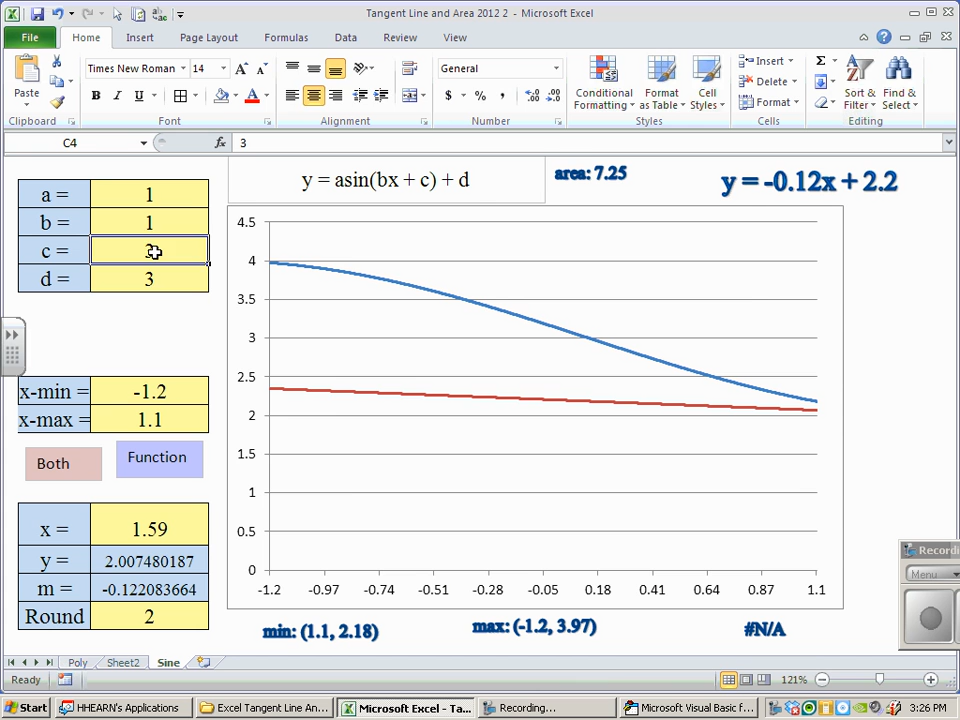 Tangent Line and Area 2012 2 - Microsoft Excel
File Home Insert Page Layout Formulas Data Review View
Times New Roman 14 General Insert Σ
Paste B I U A $ % , .0 .00 Conditional Formatting Format as Table Cell Styles Delete Format Sort & Filter Find & Select
Clipboard Font Alignment Number Styles Cells Editing
C4 fx 3
y = asin(bx + c) + d area: 7.25 y = -0.12x + 2.2
a = 1
b = 1
c =
d = 3
4.5
4
3.5
3
2.5
2
1.5
1
0.5
0
-1.2 -0.97 -0.74 -0.51 -0.28 -0.05 0.18 0.41 0.64 0.87 1.1
x-min = -1.2
x-max = 1.1
Both Function
x = 1.59
y = 2.007480187
m = -0.122083664
Round 2
min: (1.1, 2.18) max: (-1.2, 3.97) #N/A
Recordi
Menu
Poly Sheet2 Sine
Ready 121%
Start HHEARN's Applications Excel Tangent Line An... Microsoft Excel - Ta... Recording... Microsoft Visual Basic f... 3:26 PM